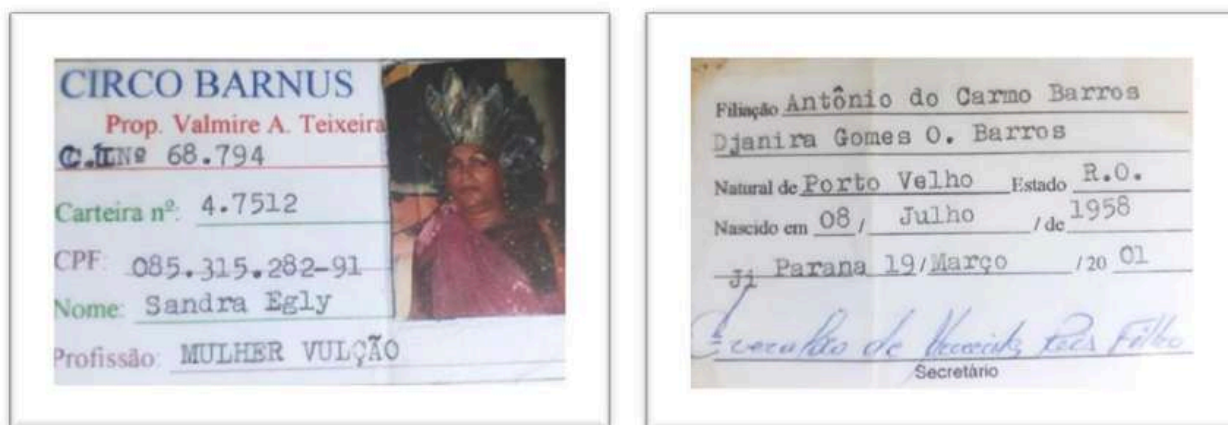 CIRCO BARNUS
Prop. Valmire A. Teixeira
C.I.Nº 68.794
Carteira nº: 4.7512
CPF: 085.315.282-91
Nome: Sandra Egly
Profissão: MULHER VULÇÃO
Filiação Antônio do Carmo Barros
Djanira Gomes O. Barros
Natural de Porto Velho Estado R.O.
Nascido em 08 / Julho / de 1958
Ji Parana 19/Março / 20 01
de Filho
Secretário